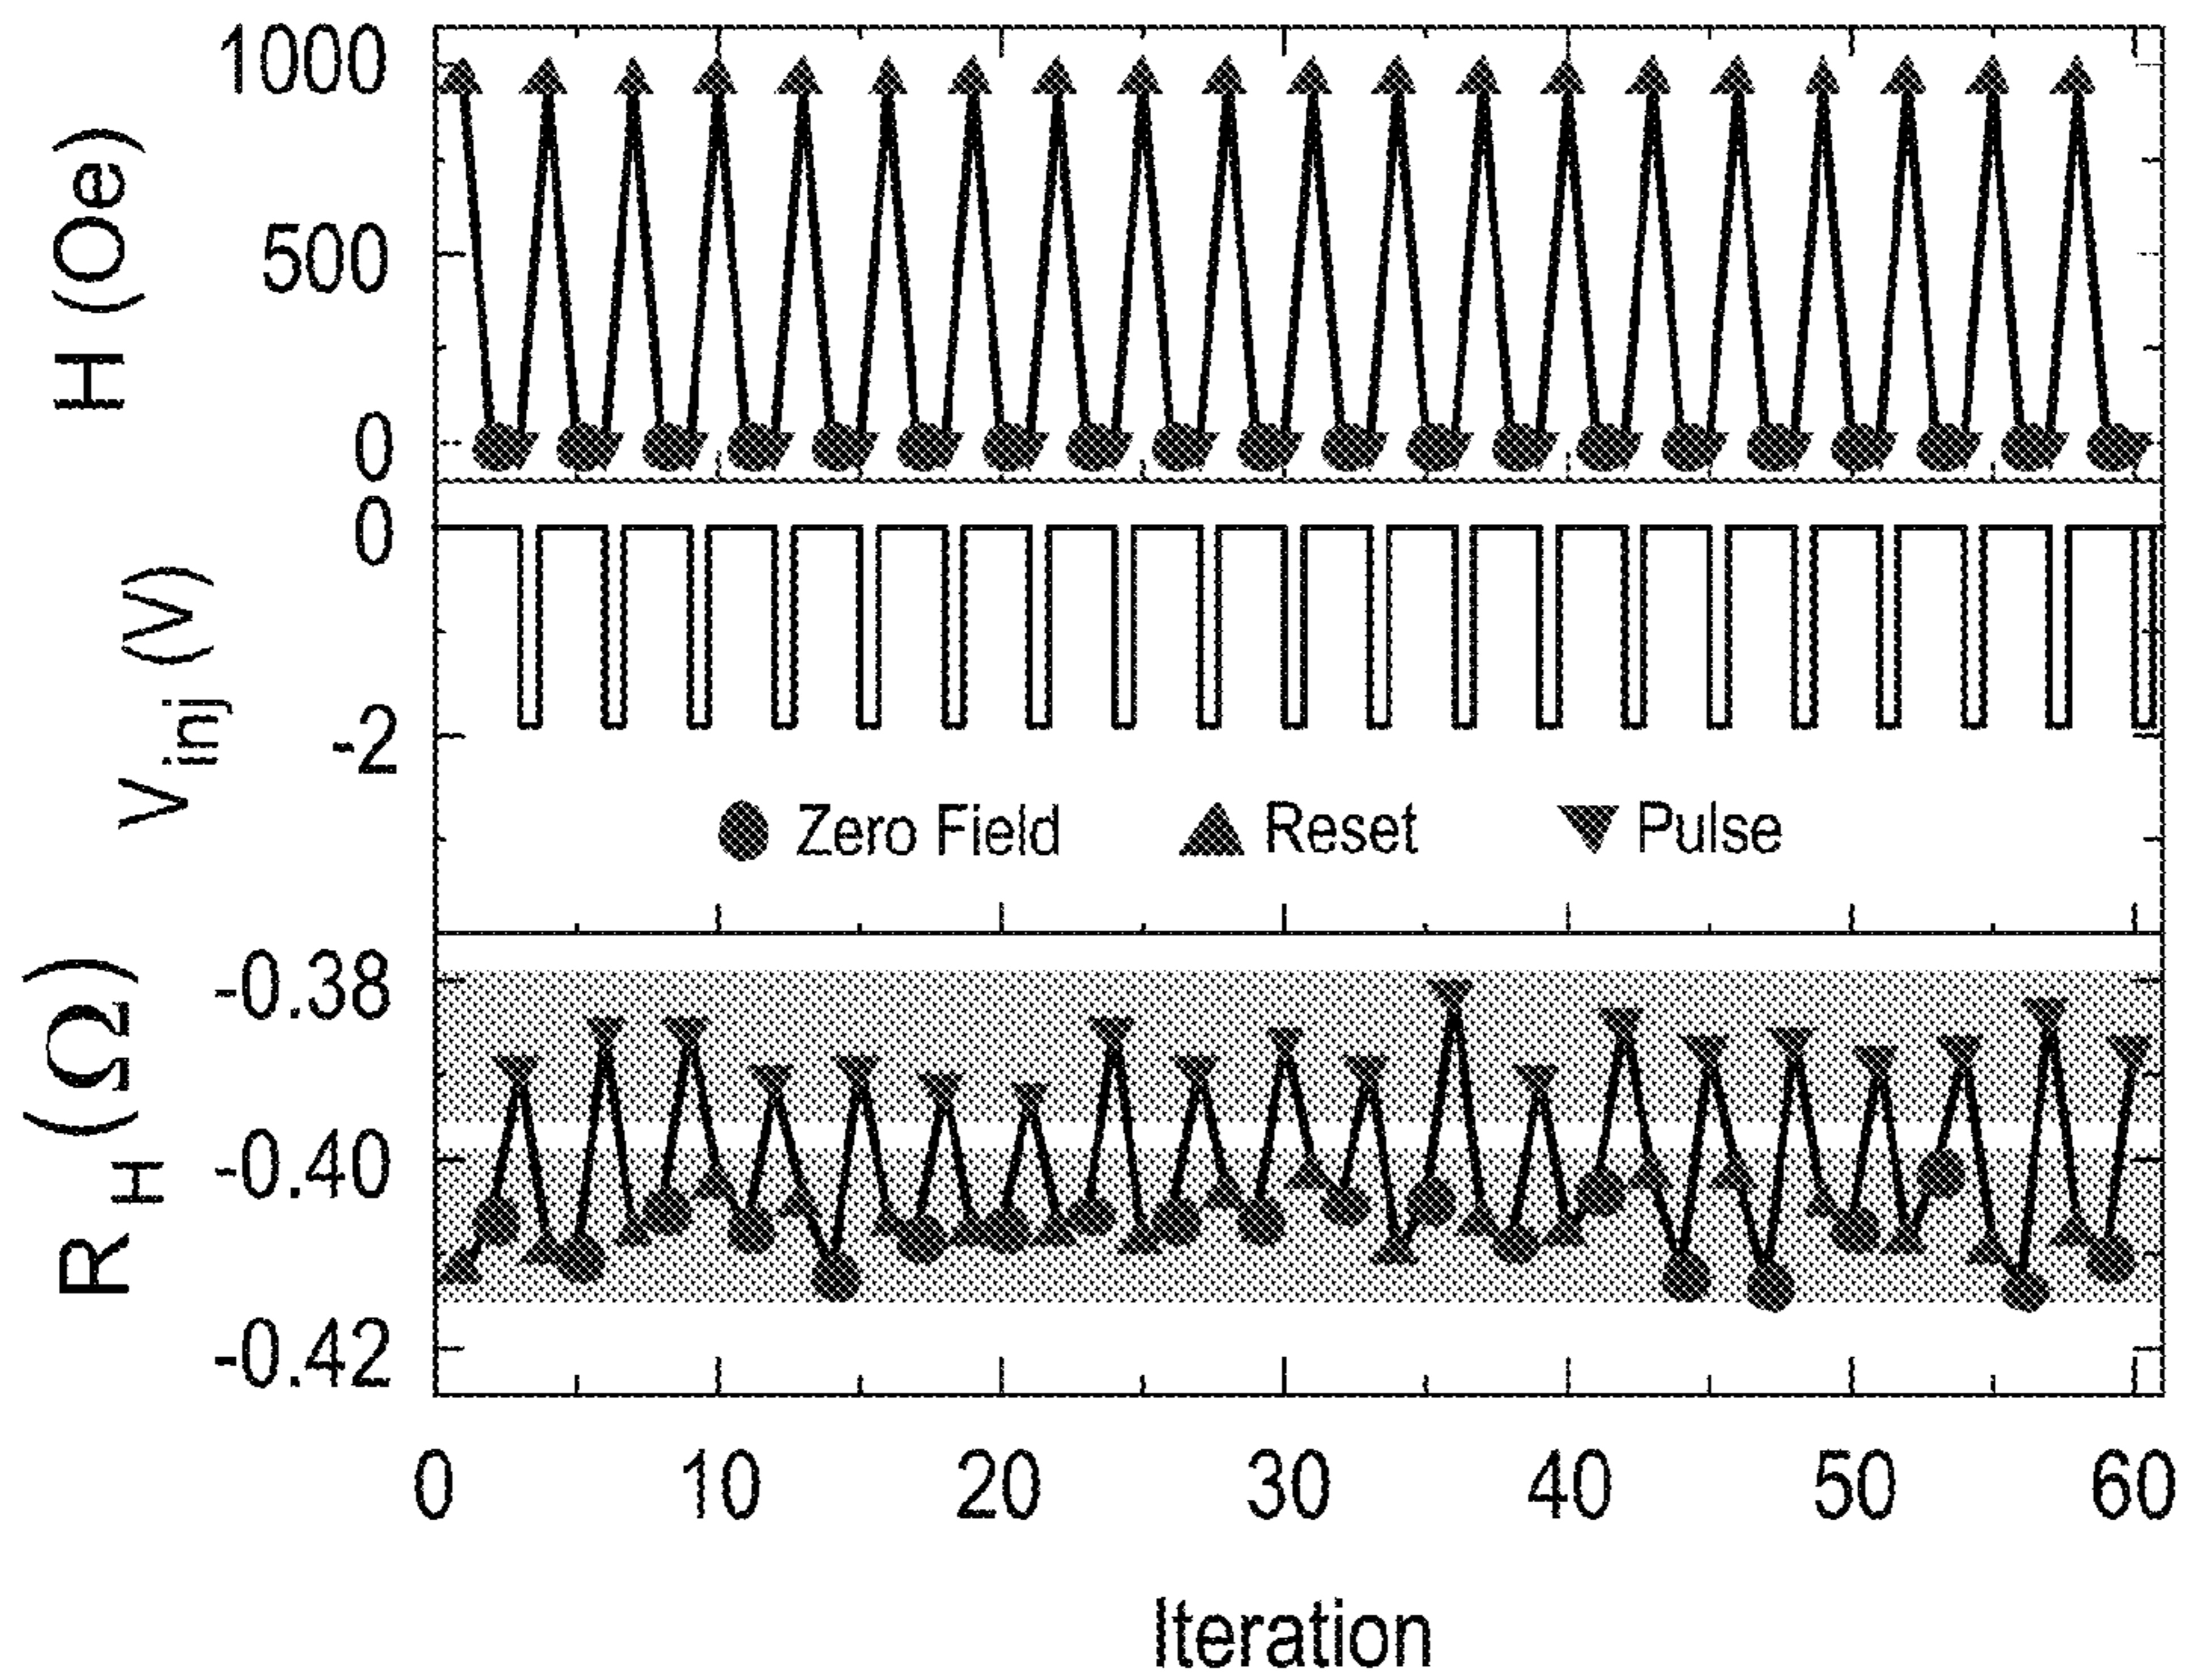 H (Oe)
1000
500
0
V_inj (V)
0
-2
Zero Field Reset Pulse
R_H (Ω)
-0.38
-0.40
-0.42
0 10 20 30 40 50 60
Iteration